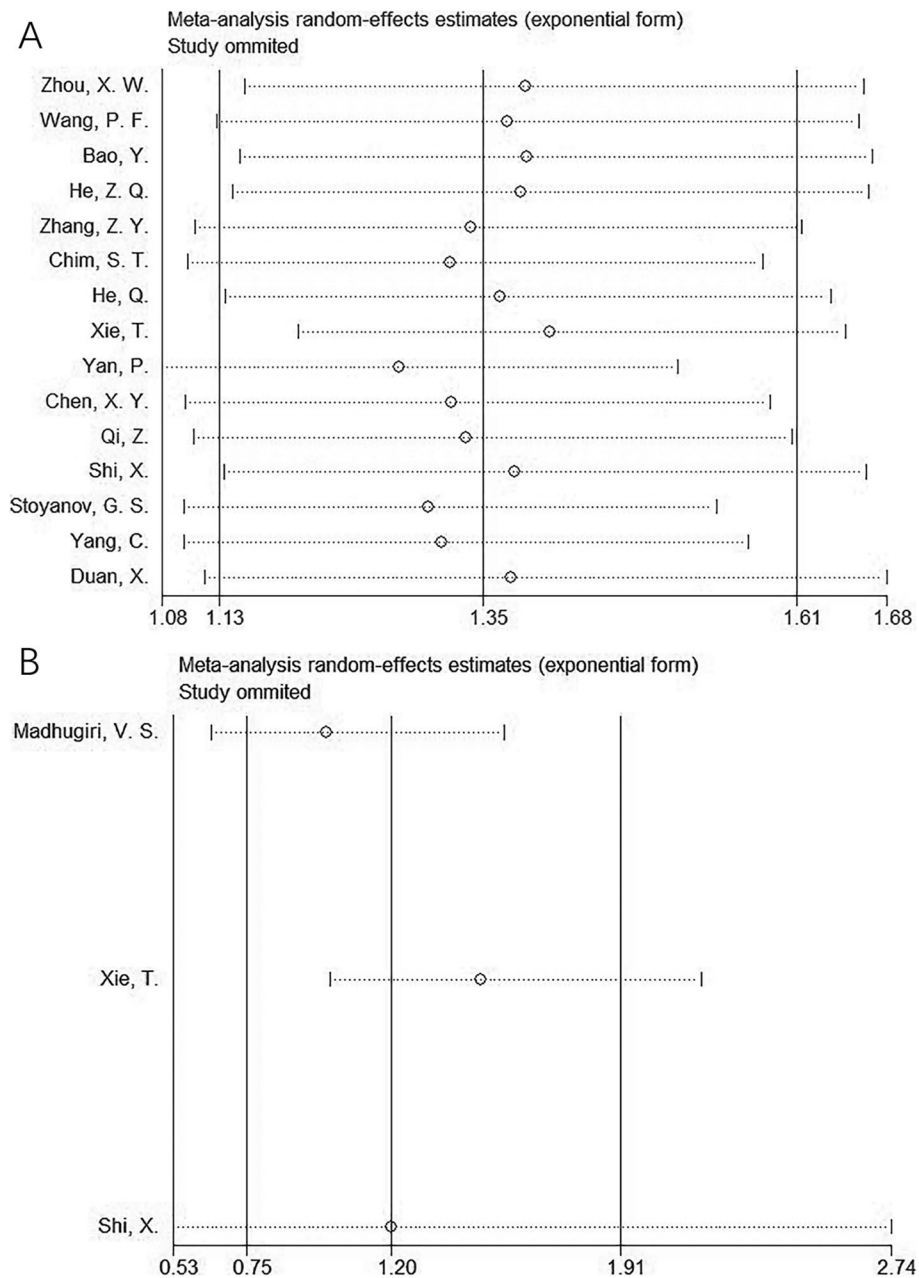 A
Meta-analysis random-effects estimates (exponential form)
Study ommited
Zhou, X. W.
Wang, P. F.
Bao, Y.
He, Z. Q.
Zhang, Z. Y.
Chim, S. T.
He, Q.
Xie, T.
Yan, P.
Chen, X. Y.
Qi, Z.
Shi, X.
Stoyanov, G. S.
Yang, C.
Duan, X.
1.08 1.13 1.35 1.61 1.68
B
Meta-analysis random-effects estimates (exponential form)
Study ommited
Madhugiri, V. S.
Xie, T.
Shi, X.
0.53 0.75 1.20 1.91 2.74